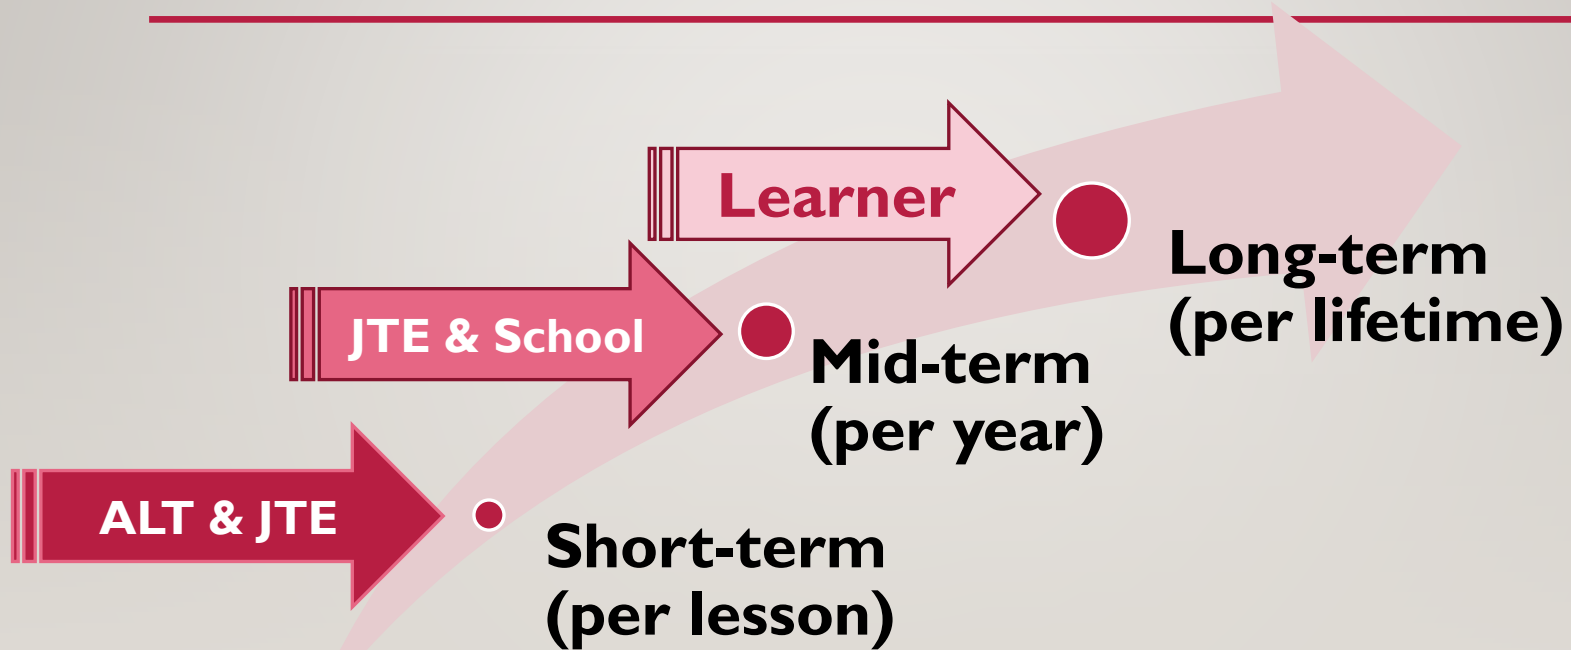 Learner
Long-term
(per lifetime)
JTE & School
Mid-term
(per year)
ALT & JTE
Short-term
(per lesson)